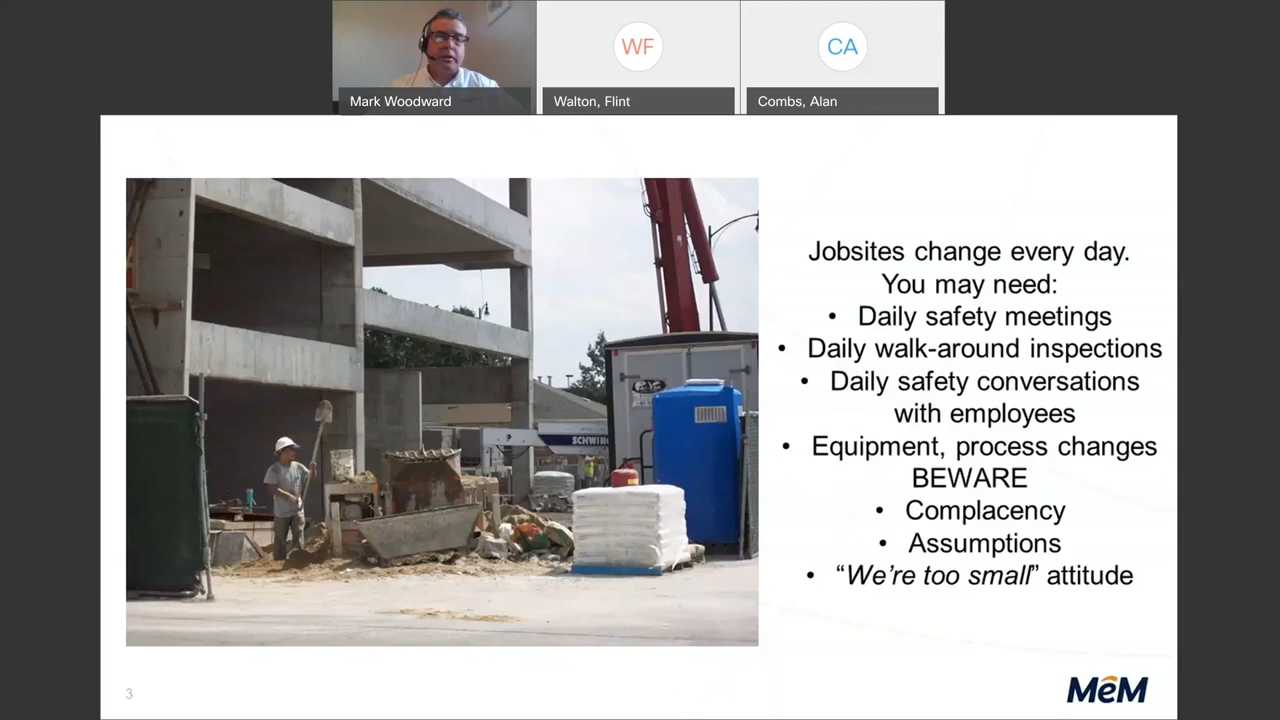 WF
CA
Mark Woodward
Walton, Flint
Combs, Alan
Jobsites change every day.
You may need:
• Daily safety meetings
• Daily walk-around inspections
• Daily safety conversations
with employees
• Equipment, process changes
BEWARE
• Complacency
• Assumptions
• “We’re too small” attitude
SCHWING
3
MeM